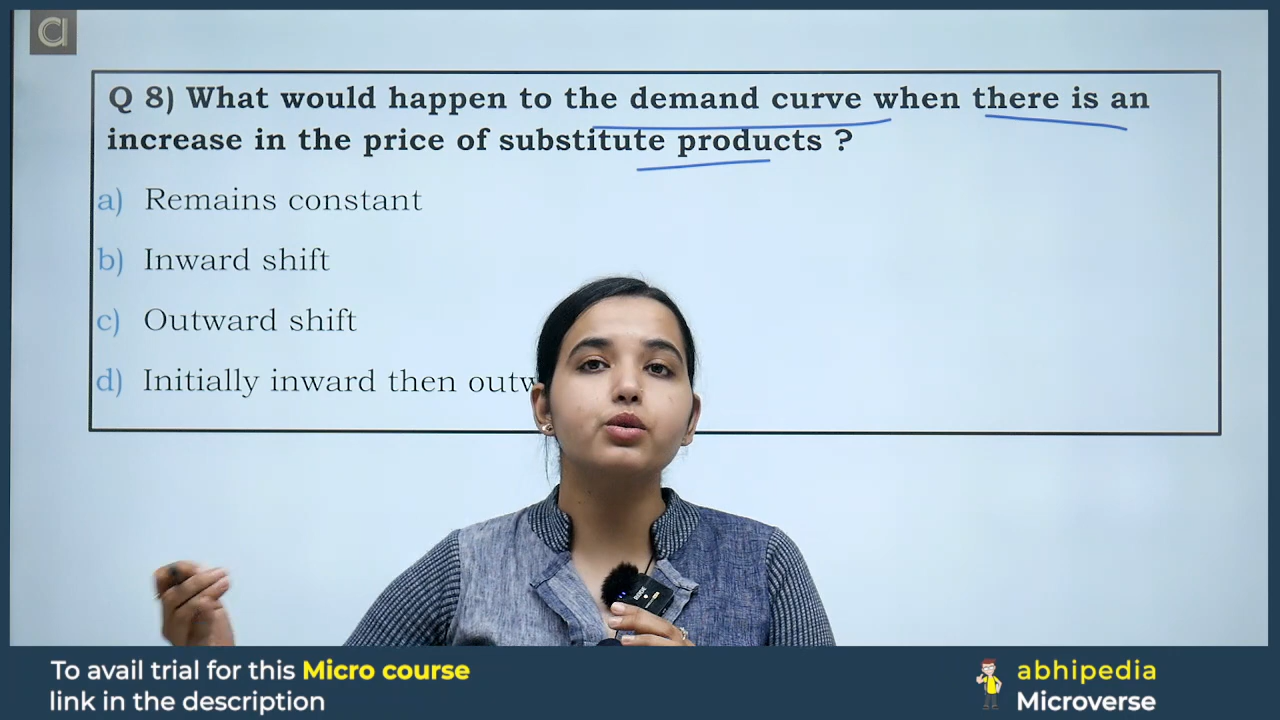 Q 8) What would happen to the demand curve when there is an
increase in the price of substitute products ?
a) Remains constant
b) Inward shift
c) Outward shift
d) Initially inward then
To avail trial for this Micro course
link in the description
abhipedia
Microverse